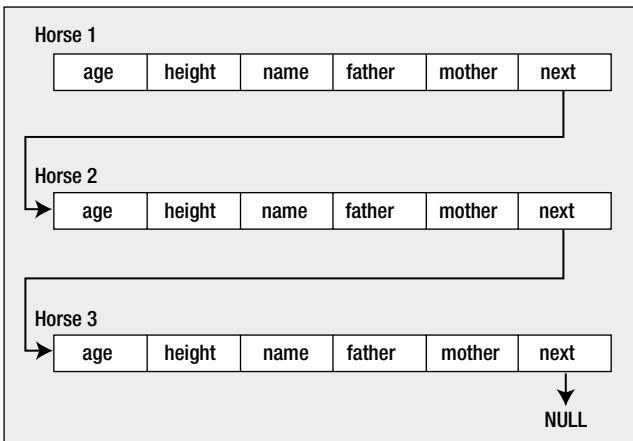 Horse 1
age height name father mother next
Horse 2
age height name father mother next
Horse 3
age height name father mother next
NULL